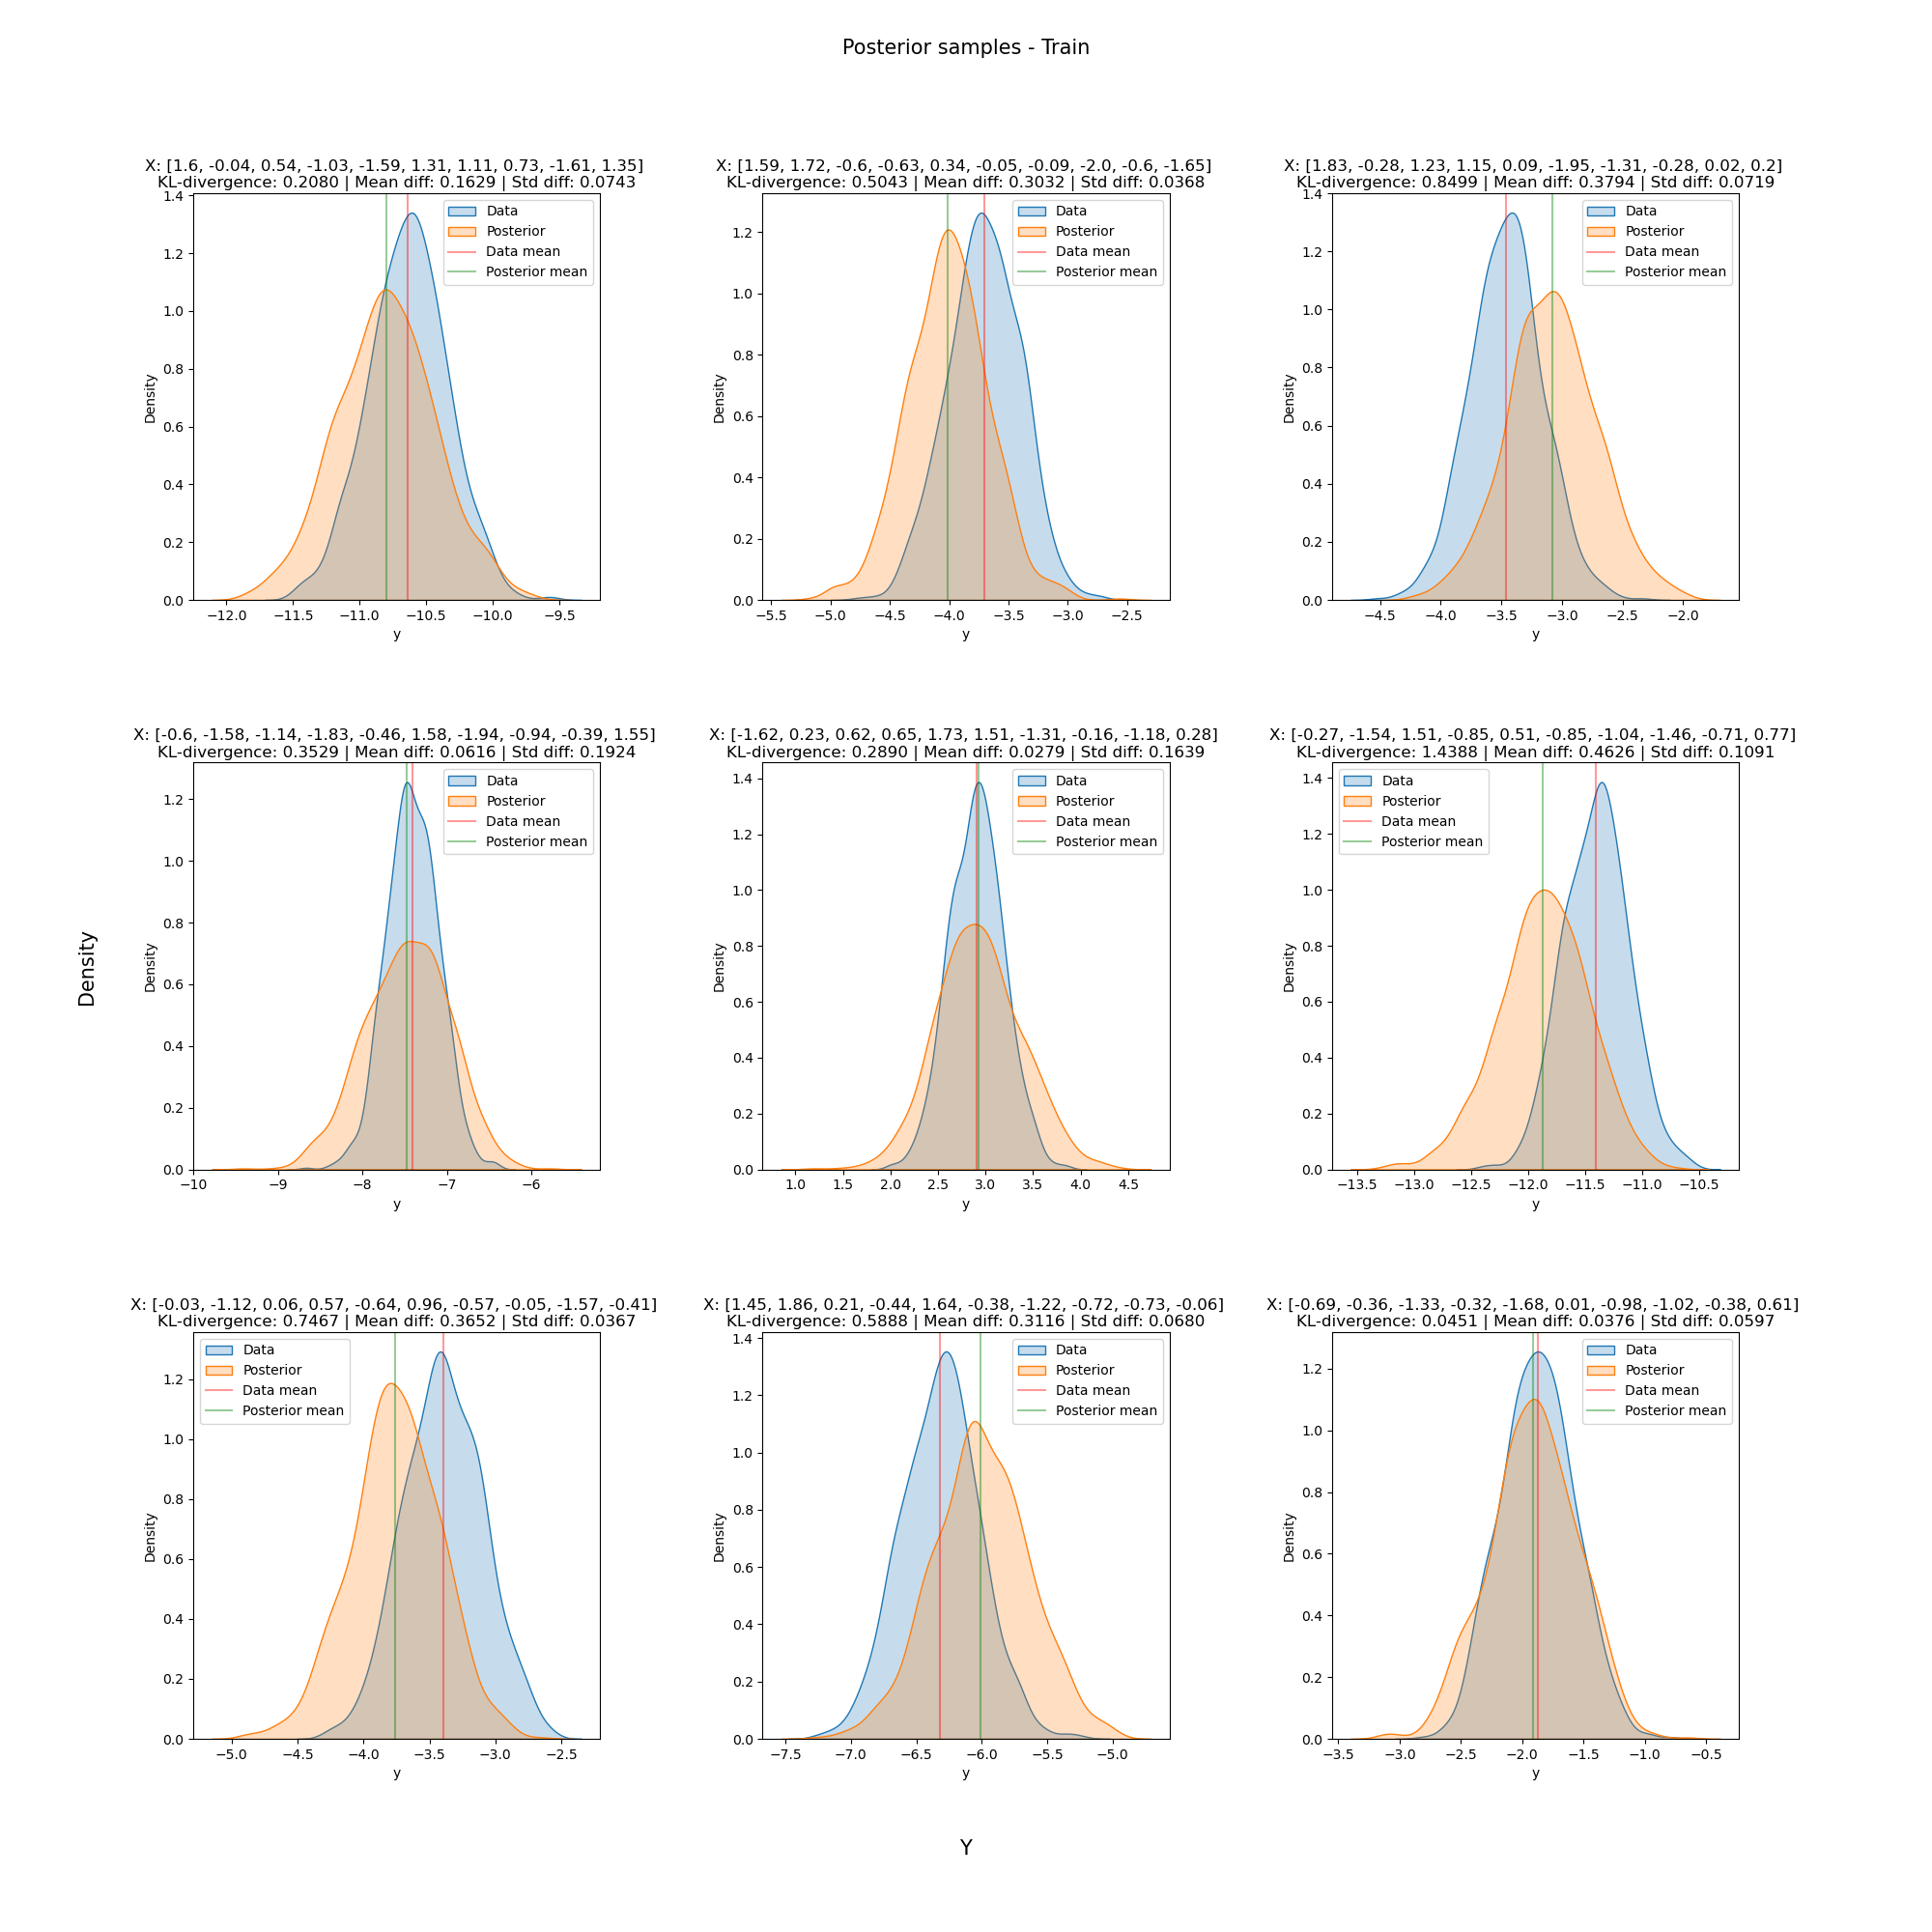 Posterior samples - Train
X: [1.6, -0.04, 0.54, -1.03, -1.59, 1.31, 1.11, 0.73, -1.61, 1.35]
KL-divergence: 0.2080 | Mean diff: 0.1629 | Std diff: 0.0743
Data
Posterior
Data mean
Posterior mean
1.4
1.2
1.0
0.8
0.6
0.4
0.2
0.0
Density
−12.0 −11.5 −11.0 −10.5 −10.0 −9.5
y
X: [1.59, 1.72, -0.6, -0.63, 0.34, -0.05, -0.09, -2.0, -0.6, -1.65]
KL-divergence: 0.5043 | Mean diff: 0.3032 | Std diff: 0.0368
Data
Posterior
Data mean
Posterior mean
1.2
1.0
0.8
0.6
0.4
0.2
0.0
Density
−5.5 −5.0 −4.5 −4.0 −3.5 −3.0 −2.5
y
X: [1.83, -0.28, 1.23, 1.15, 0.09, -1.95, -1.31, -0.28, 0.02, 0.2]
KL-divergence: 0.8499 | Mean diff: 0.3794 | Std diff: 0.0719
Data
Posterior
Data mean
Posterior mean
1.4
1.2
1.0
0.8
0.6
0.4
0.2
0.0
Density
−4.5 −4.0 −3.5 −3.0 −2.5 −2.0
y
X: [-0.6, -1.58, -1.14, -1.83, -0.46, 1.58, -1.94, -0.94, -0.39, 1.55]
KL-divergence: 0.3529 | Mean diff: 0.0616 | Std diff: 0.1924
Data
Posterior
Data mean
Posterior mean
1.2
1.0
0.8
0.6
0.4
0.2
0.0
Density
−10 −9 −8 −7 −6
y
X: [-1.62, 0.23, 0.62, 0.65, 1.73, 1.51, -1.31, -0.16, -1.18, 0.28]
KL-divergence: 0.2890 | Mean diff: 0.0279 | Std diff: 0.1639
Data
Posterior
Data mean
Posterior mean
1.4
1.2
1.0
0.8
0.6
0.4
0.2
0.0
Density
1.0 1.5 2.0 2.5 3.0 3.5 4.0 4.5
y
X: [-0.27, -1.54, 1.51, -0.85, 0.51, -0.85, -1.04, -1.46, -0.71, 0.77]
KL-divergence: 1.4388 | Mean diff: 0.4626 | Std diff: 0.1091
Data
Posterior
Data mean
Posterior mean
1.4
1.2
1.0
0.8
0.6
0.4
0.2
0.0
Density
−13.5 −13.0 −12.5 −12.0 −11.5 −11.0 −10.5
y
Density
X: [-0.03, -1.12, 0.06, 0.57, -0.64, 0.96, -0.57, -0.05, -1.57, -0.41]
KL-divergence: 0.7467 | Mean diff: 0.3652 | Std diff: 0.0367
Data
Posterior
Data mean
Posterior mean
1.2
1.0
0.8
0.6
0.4
0.2
0.0
Density
−5.0 −4.5 −4.0 −3.5 −3.0 −2.5
y
X: [1.45, 1.86, 0.21, -0.44, 1.64, -0.38, -1.22, -0.72, -0.73, -0.06]
KL-divergence: 0.5888 | Mean diff: 0.3116 | Std diff: 0.0680
Data
Posterior
Data mean
Posterior mean
1.4
1.2
1.0
0.8
0.6
0.4
0.2
0.0
Density
−7.5 −7.0 −6.5 −6.0 −5.5 −5.0
y
X: [-0.69, -0.36, -1.33, -0.32, -1.68, 0.01, -0.98, -1.02, -0.38, 0.61]
KL-divergence: 0.0451 | Mean diff: 0.0376 | Std diff: 0.0597
Data
Posterior
Data mean
Posterior mean
1.2
1.0
0.8
0.6
0.4
0.2
0.0
Density
−3.5 −3.0 −2.5 −2.0 −1.5 −1.0 −0.5
y
Y